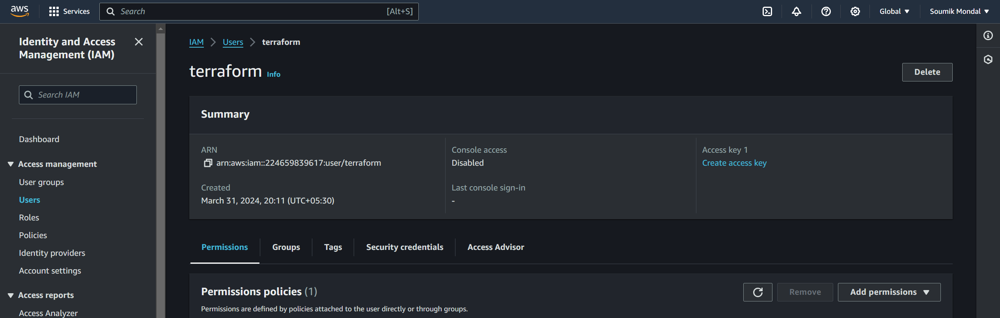 aws
Services
Search [Alt+S]
Global
Soumik Mondal
Identity and Access
Management (IAM)
Search IAM
Dashboard
Access management
User groups
Users
Roles
Policies
Identity providers
Account settings
Access reports
Access Analyzer
IAM Users terraform
terraform Info
Delete
Summary
ARN
arn:aws:iam::224659839617:user/terraform
Created
March 31, 2024, 20:11 (UTC+05:30)
Console access
Disabled
Last console sign-in
-
Access key 1
Create access key
Permissions Groups Tags Security credentials Access Advisor
Permissions policies (1)
Remove
Add permissions
Permissions are defined by policies attached to the user directly or through groups.